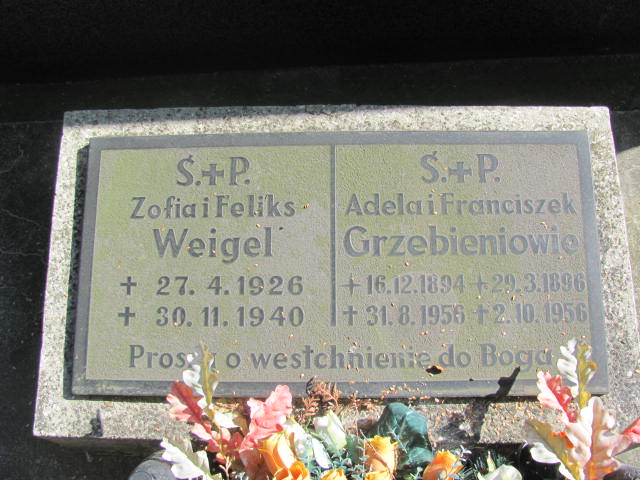 Ś.+P.
Zofia i Feliks
Weigel
+ 27. 4. 1926
+ 30. 11. 1940
Ś.+P.
Adela i Franciszek
Grzebieniowie
+ 16.12.1894 + 29.3.1896
+ 31. 8. 1956 + 2.10. 1956
Proszą o westchnienie do Boga